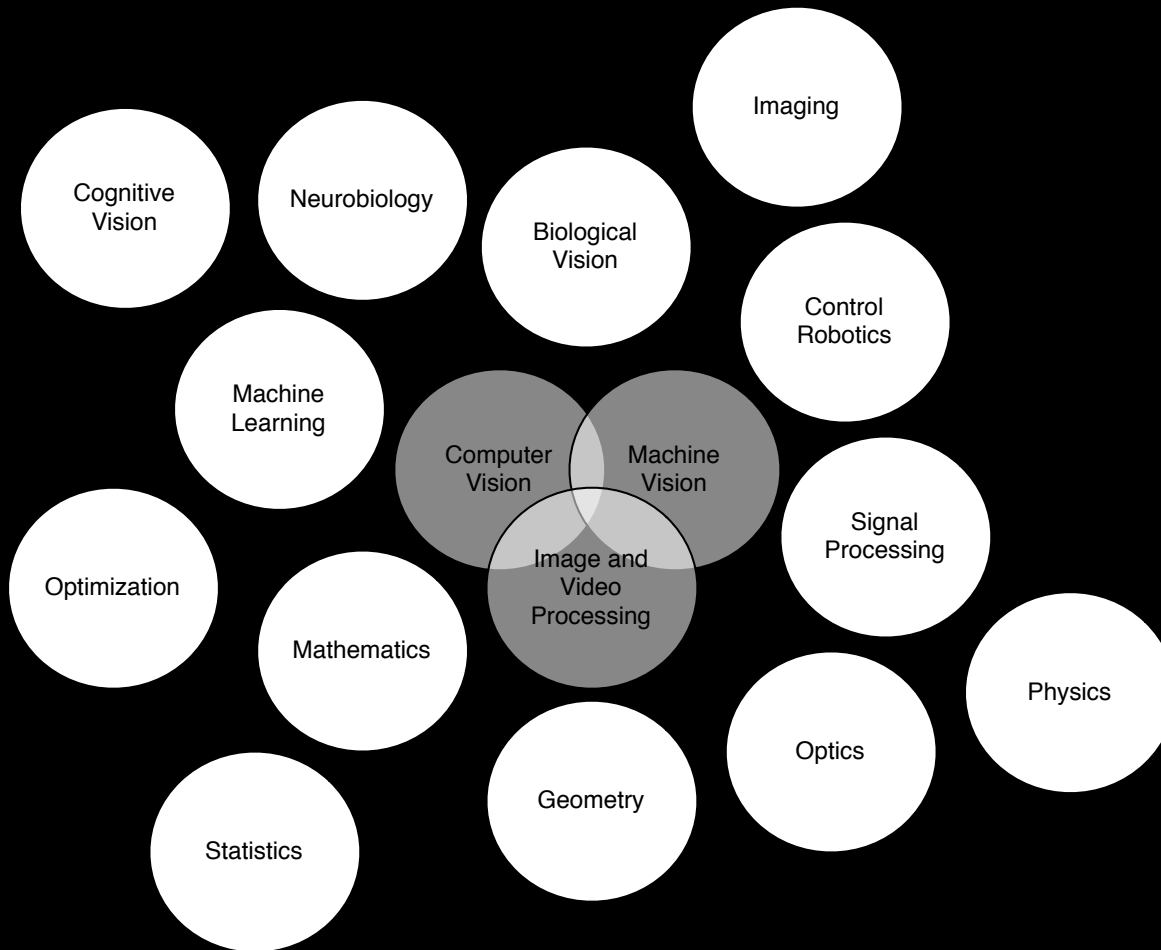 Imaging
Cognitive
Vision
Neurobiology
Biological
Vision
Control
Robotics
Machine
Learning
Computer
Vision
Machine
Vision
Signal
Processing
Image and
Video
Processing
Optimization
Mathematics
Physics
Optics
Geometry
Statistics